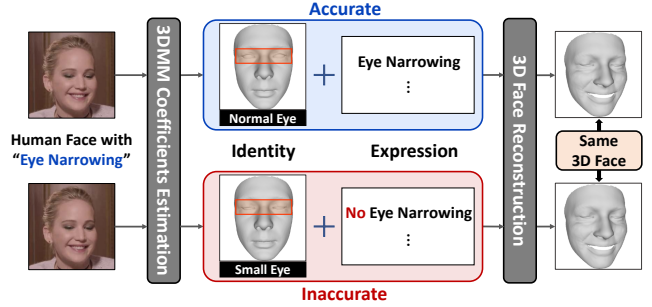 Accurate
3DMM Coefficients Estimation
Normal Eye
Eye Narrowing
⋮
3D Face Reconstruction
Human Face with
“Eye Narrowing”
Identity
Expression
Same
3D Face
Small Eye
No Eye Narrowing
⋮
Inaccurate